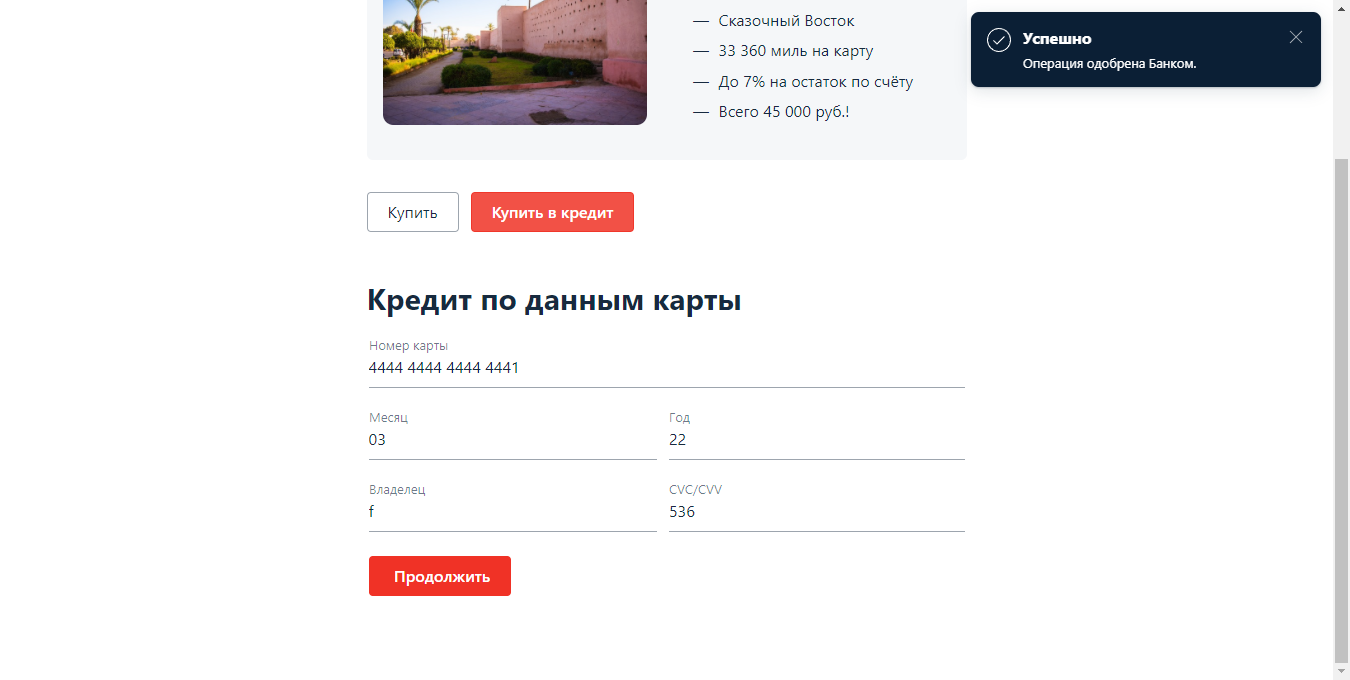 — Сказочный Восток
— 33 360 миль на карту
— До 7% на остаток по счёту
— Всего 45 000 руб.!
Успешно
Операция одобрена Банком.
Купить
Купить в кредит
Кредит по данным карты
Номер карты
4444 4444 4444 4441
Месяц
Год
03
22
Владелец
CVC/CVV
f
536
Продолжить